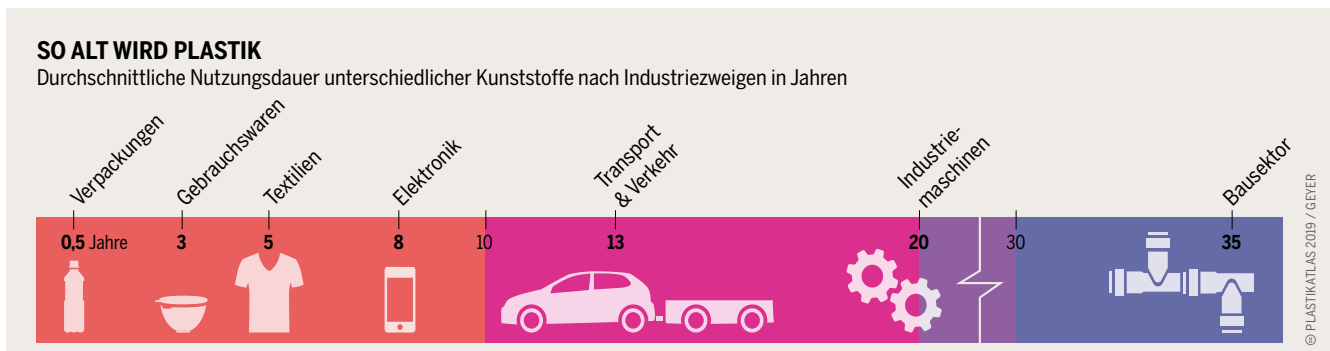 SO ALT WIRD PLASTIK
Durchschnittliche Nutzungsdauer unterschiedlicher Kunststoffe nach Industriezweigen in Jahren
Verpackungen
Gebrauchswaren
Textilien
Elektronik
Transport
& Verkehr
Industrie-
maschinen
Bausektor
0,5 Jahre
3
5
8
10
13
20
30
35
PLASTIKATLAS 2019 / GEYER